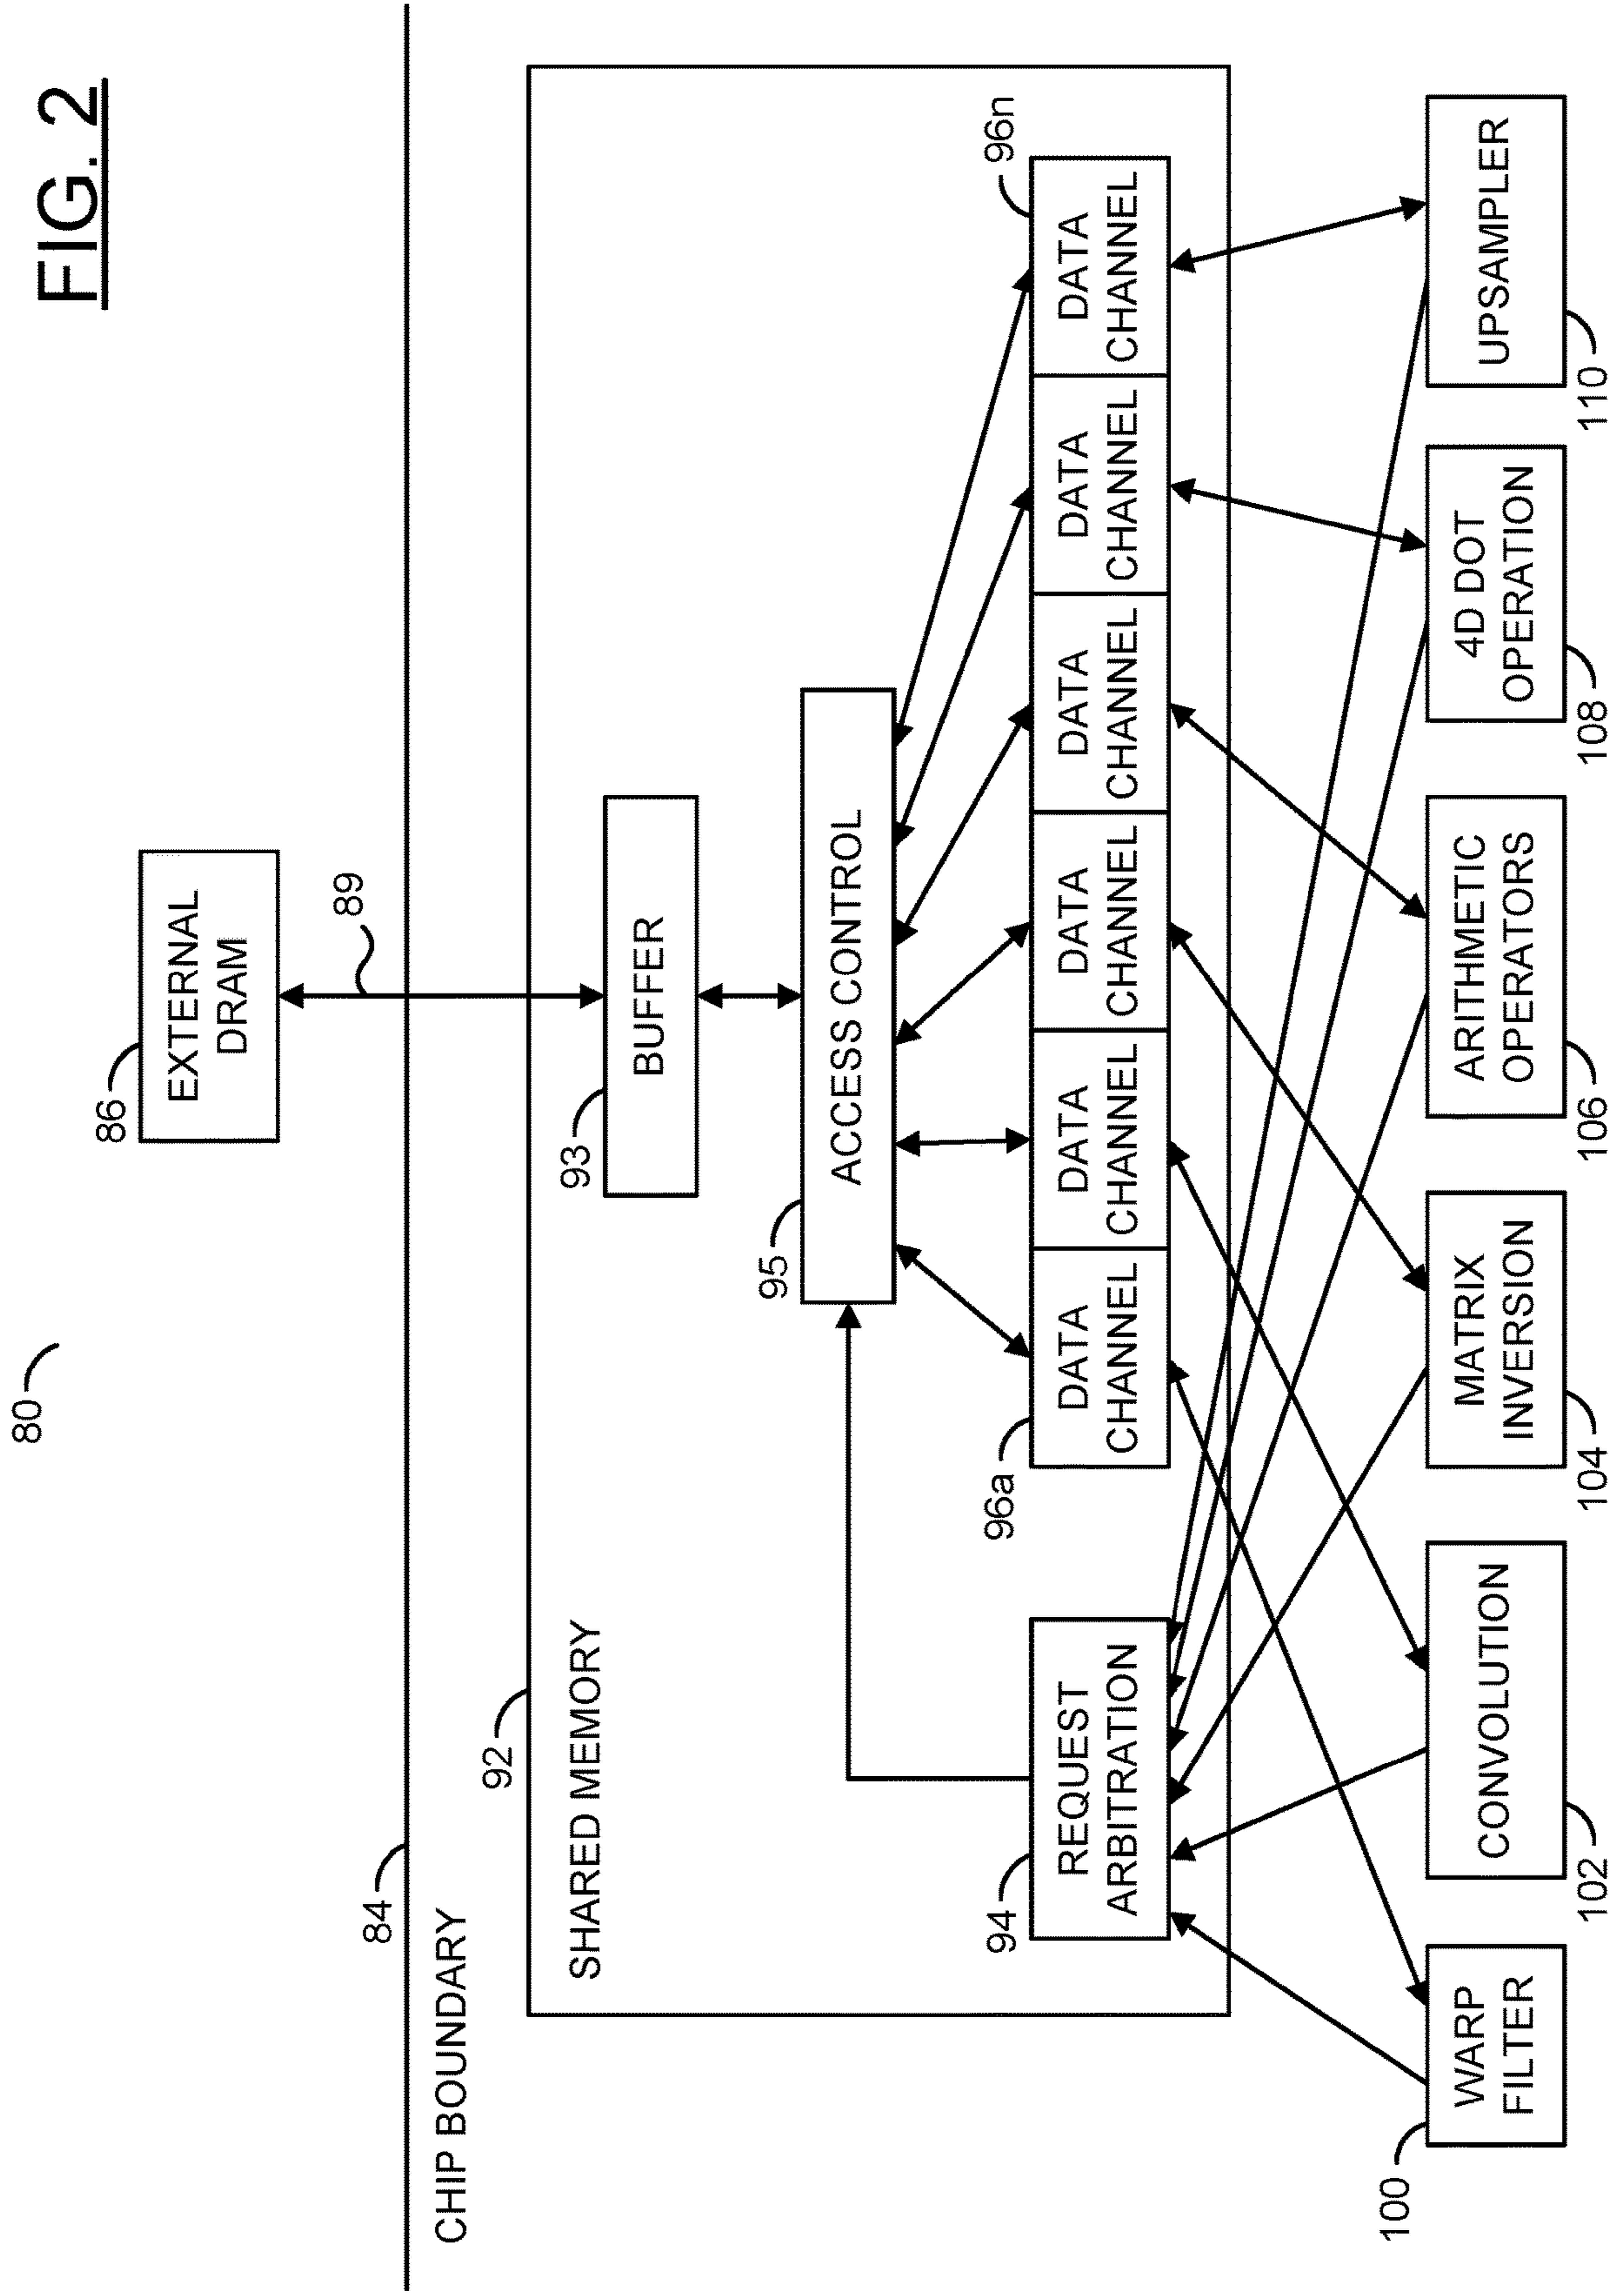 FIG. 2
80
86
EXTERNAL
DRAM
89
84
CHIP BOUNDARY
92
SHARED MEMORY
93
BUFFER
95
ACCESS CONTROL
94
REQUEST
ARBITRATION
96a
DATA
CHANNEL
DATA
CHANNEL
DATA
CHANNEL
DATA
CHANNEL
DATA
CHANNEL
96n
DATA
CHANNEL
100
WARP
FILTER
102
CONVOLUTION
104
MATRIX
INVERSION
106
ARITHMETIC
OPERATORS
108
4D DOT
OPERATION
110
UPSAMPLER